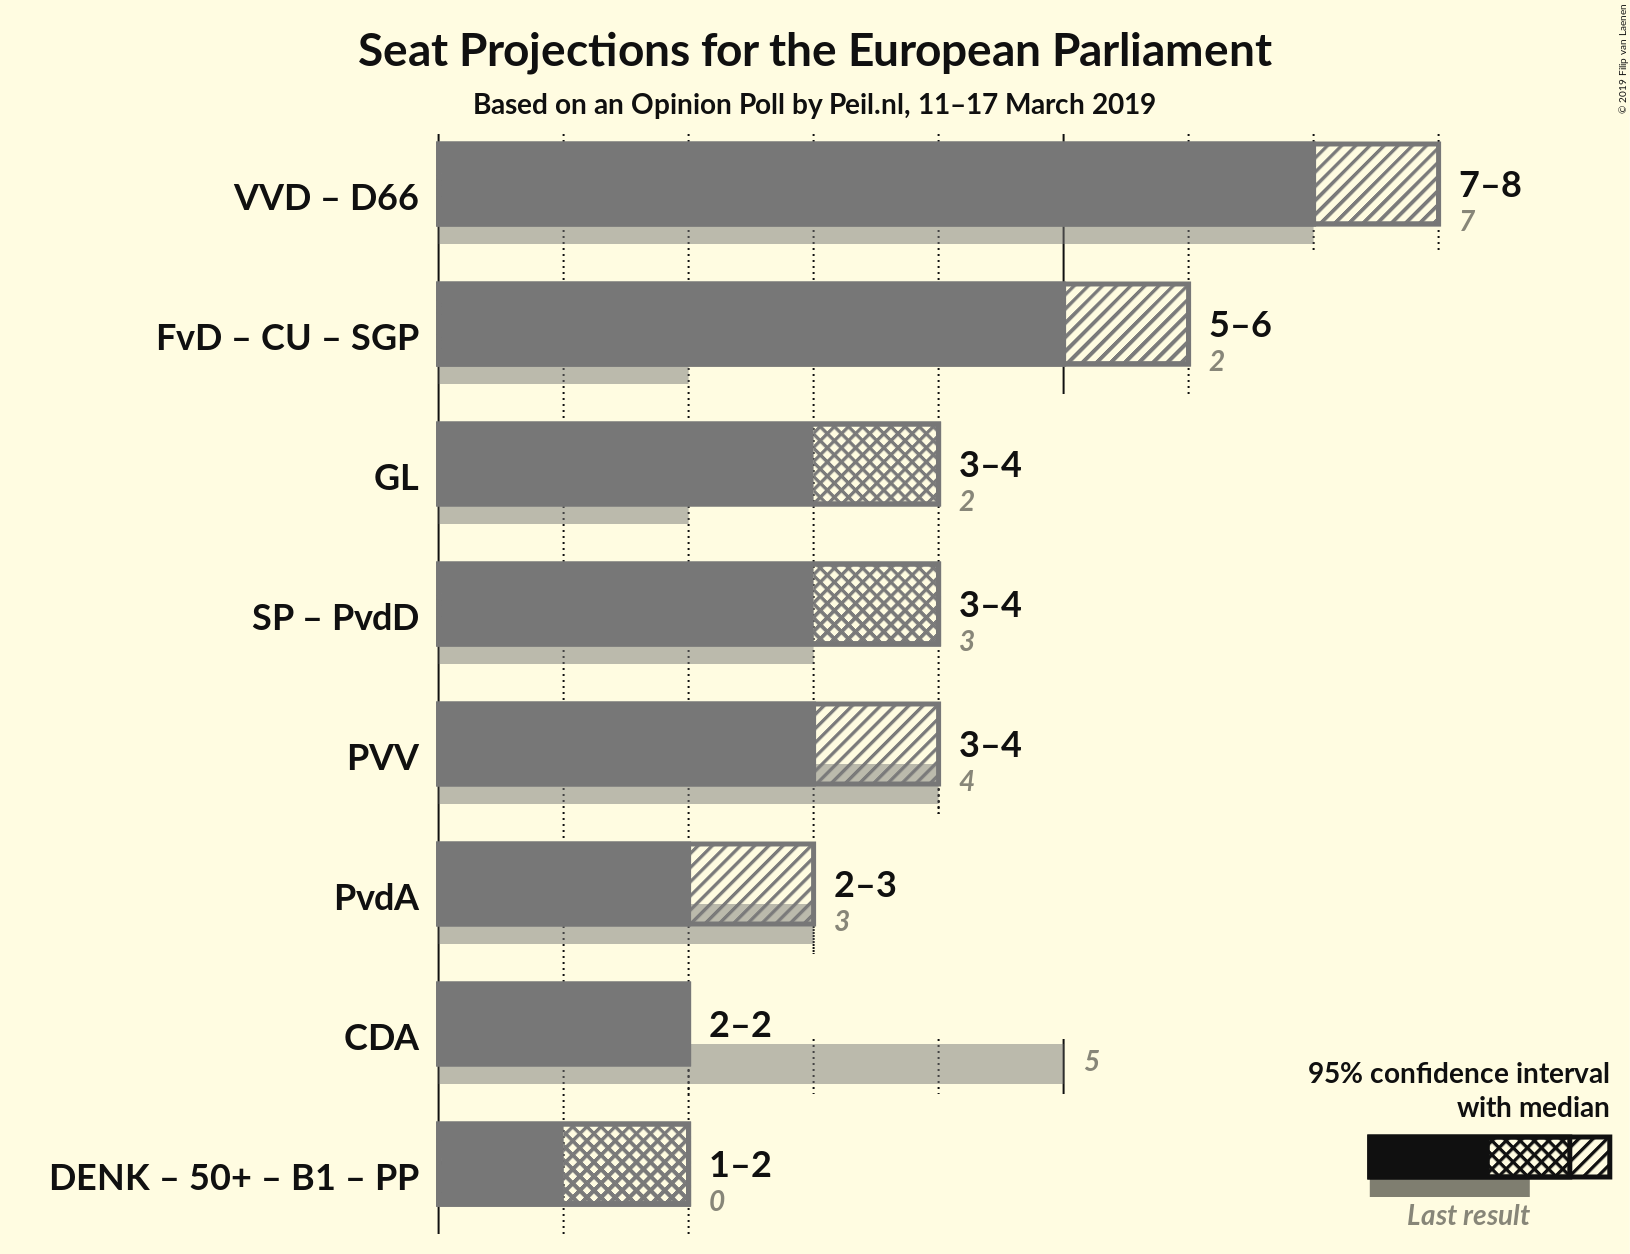 Seat Projections for the European Parliament
Based on an Opinion Poll by Peil.nl, 11–17 March 2019
© 2019 Filip van Laenen
VVD – D66
7–8
7
FvD – CU – SGP
5–6
2
GL
3–4
2
SP – PvdD
3–4
3
PVV
3–4
4
PvdA
2–3
3
CDA
2–2
5
DENK – 50+ – B1 – PP
1–2
0
95% confidence interval
with median
Last result